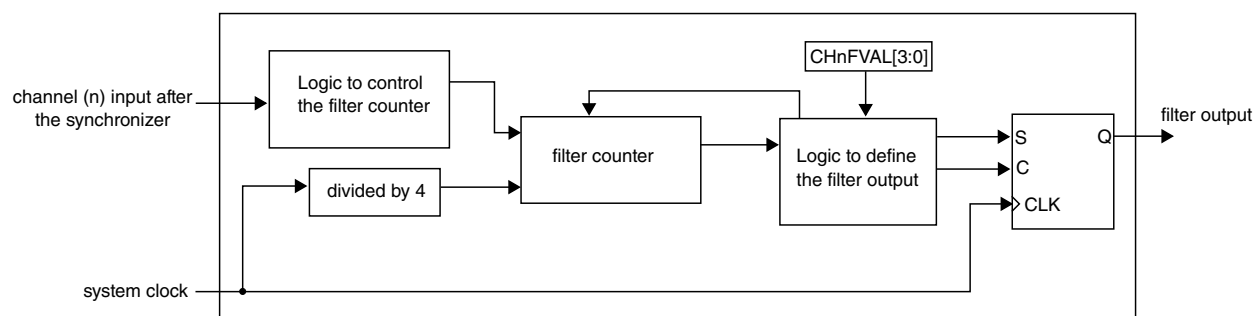 CHnFVAL[3:0]
Logic to control
the filter counter
channel (n) input after
the synchronizer
filter output
S
Q
filter counter
Logic to define
the filter output
C
divided by 4
CLK
system clock